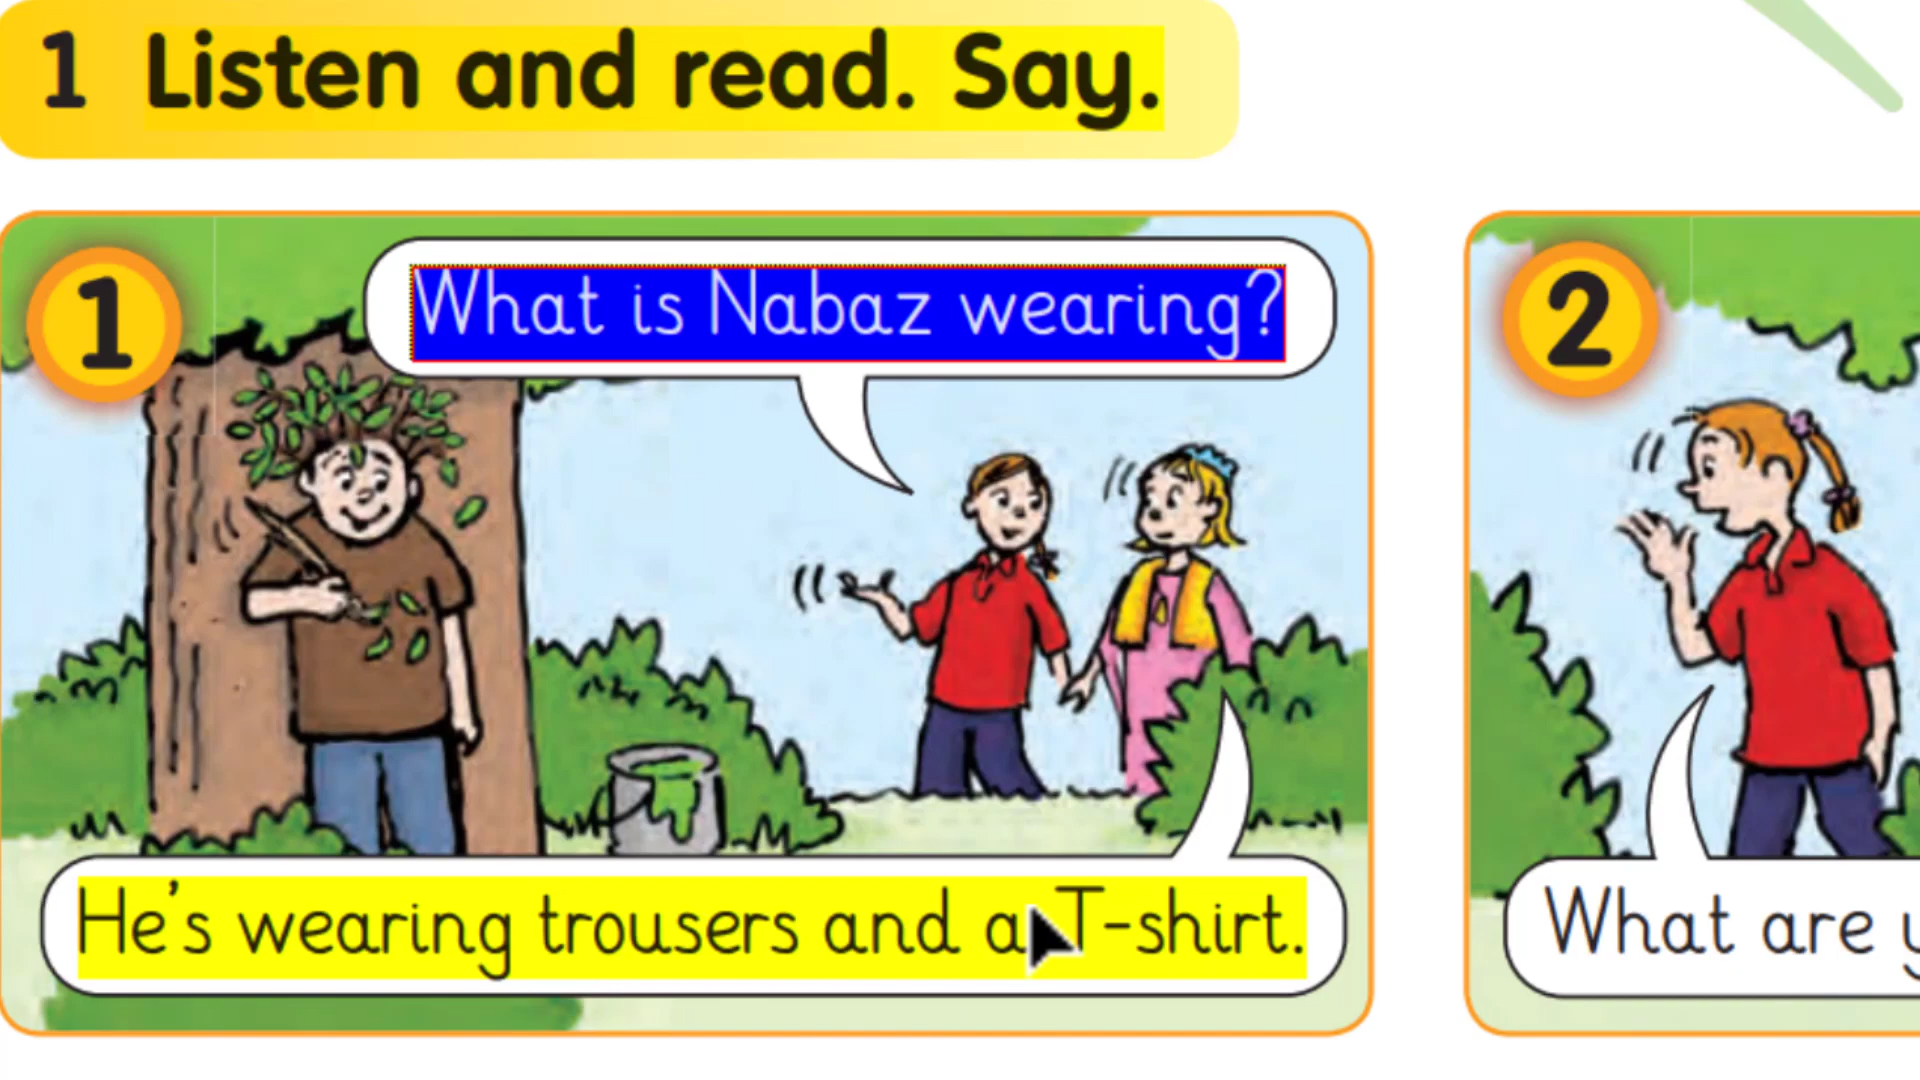 1 Listen and read. Say.
1
What is Nabaz wearing?
He's wearing trousers and a T-shirt.
2
What are